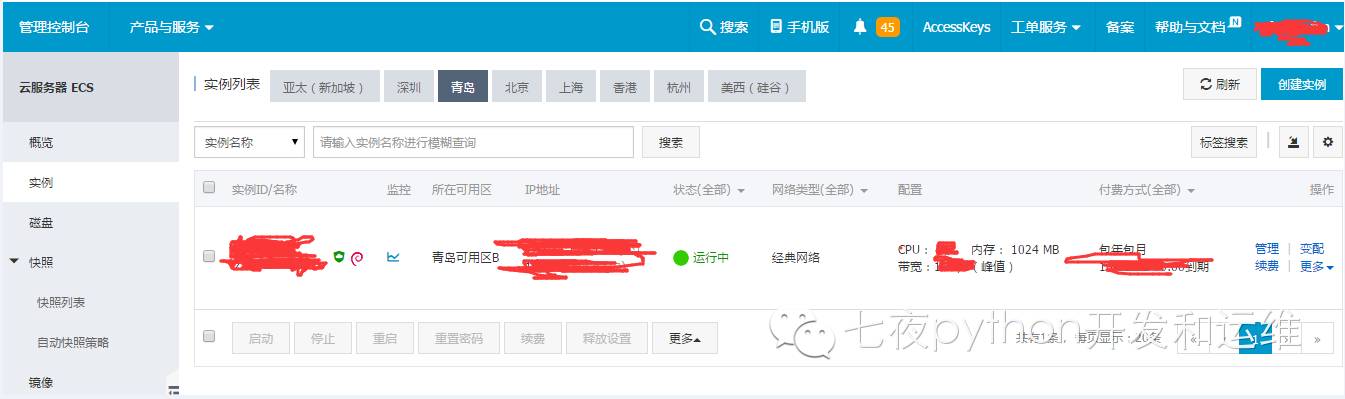 管理控制台 产品与服务 搜索 手机版 45 AccessKeys 工单服务 备案 帮助与文档 N
云服务器 ECS
概览
实例
磁盘
快照
快照列表
自动快照策略
镜像
实例列表 亚太（新加坡） 深圳 青岛 北京 上海 香港 杭州 美西（硅谷） 刷新 创建实例
实例名称 请输入实例名称进行模糊查询 搜索 标签搜索
实例ID/名称 监控 所在可用区 IP地址 状态(全部) 网络类型(全部) 配置 付费方式(全部) 操作
青岛可用区B 运行中 经典网络
CPU： 内存： 1024 MB
带宽： （峰值）
包年包月
到期
管理 变配
续费 更多
启动 停止 重启 重置密码 续费 释放设置 更多
共有1条，每页显示：20条 « 1 »
七夜python开发和运维